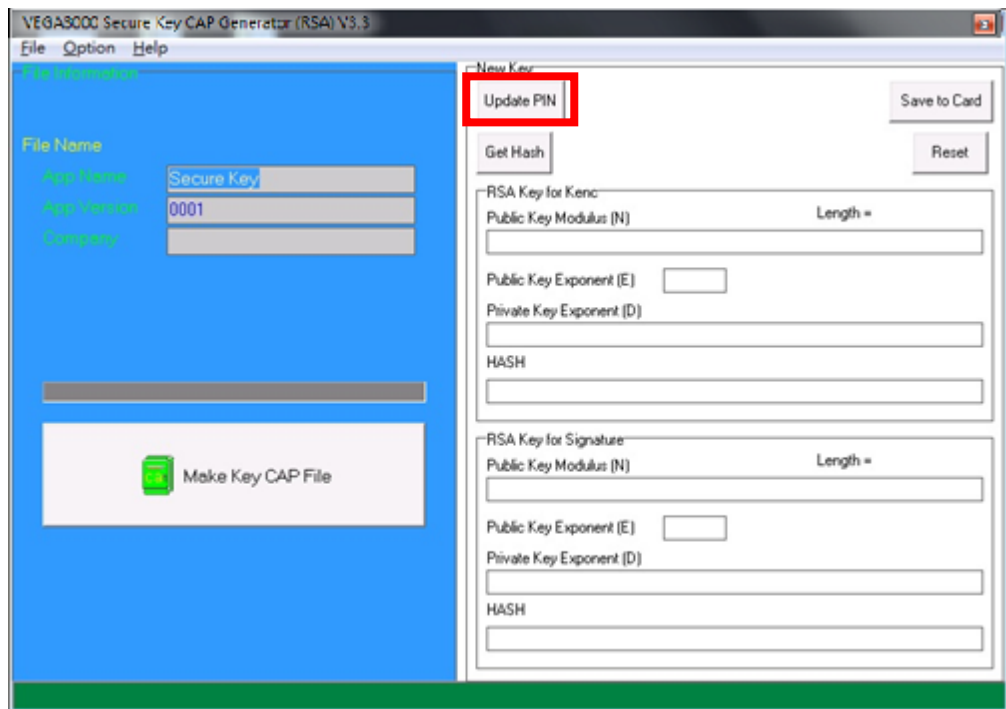 VEGA3000 Secure Key CAP Generator (RSA) V3.3
File Option Help
File Information
File Name
App Name Secure Key
App Version 0001
Company
Make Key CAP File
New Key
Update PIN Save to Card
Get Hash Reset
RSA Key for Kenc
Public Key Modulus (N) Length =
Public Key Exponent (E)
Private Key Exponent (D)
HASH
RSA Key for Signature
Public Key Modulus (N) Length =
Public Key Exponent (E)
Private Key Exponent (D)
HASH